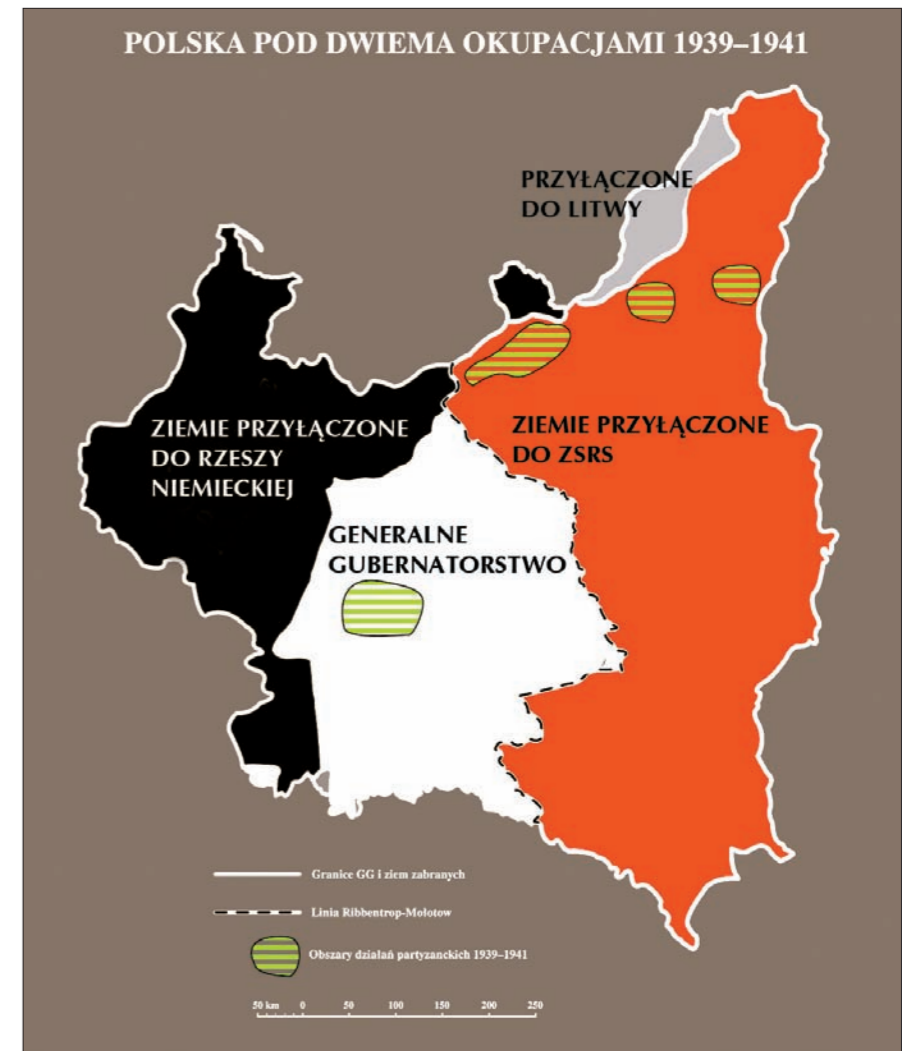 POLSKA POD DWIEMA OKUPACJAMI 1939–1941
PRZYŁĄCZONE
DO LITWY
ZIEMIE PRZYŁĄCZONE
DO RZESZY
NIEMIECKIEJ
ZIEMIE PRZYŁĄCZONE
DO ZSRS
GENERALNE
GUBERNATORSTWO
Granice GG i ziem zabranych
Linia Ribbentrop-Mołotow
Obszary działań partyzanckich 1939–1941
50 km 0 50 100 150 200 250